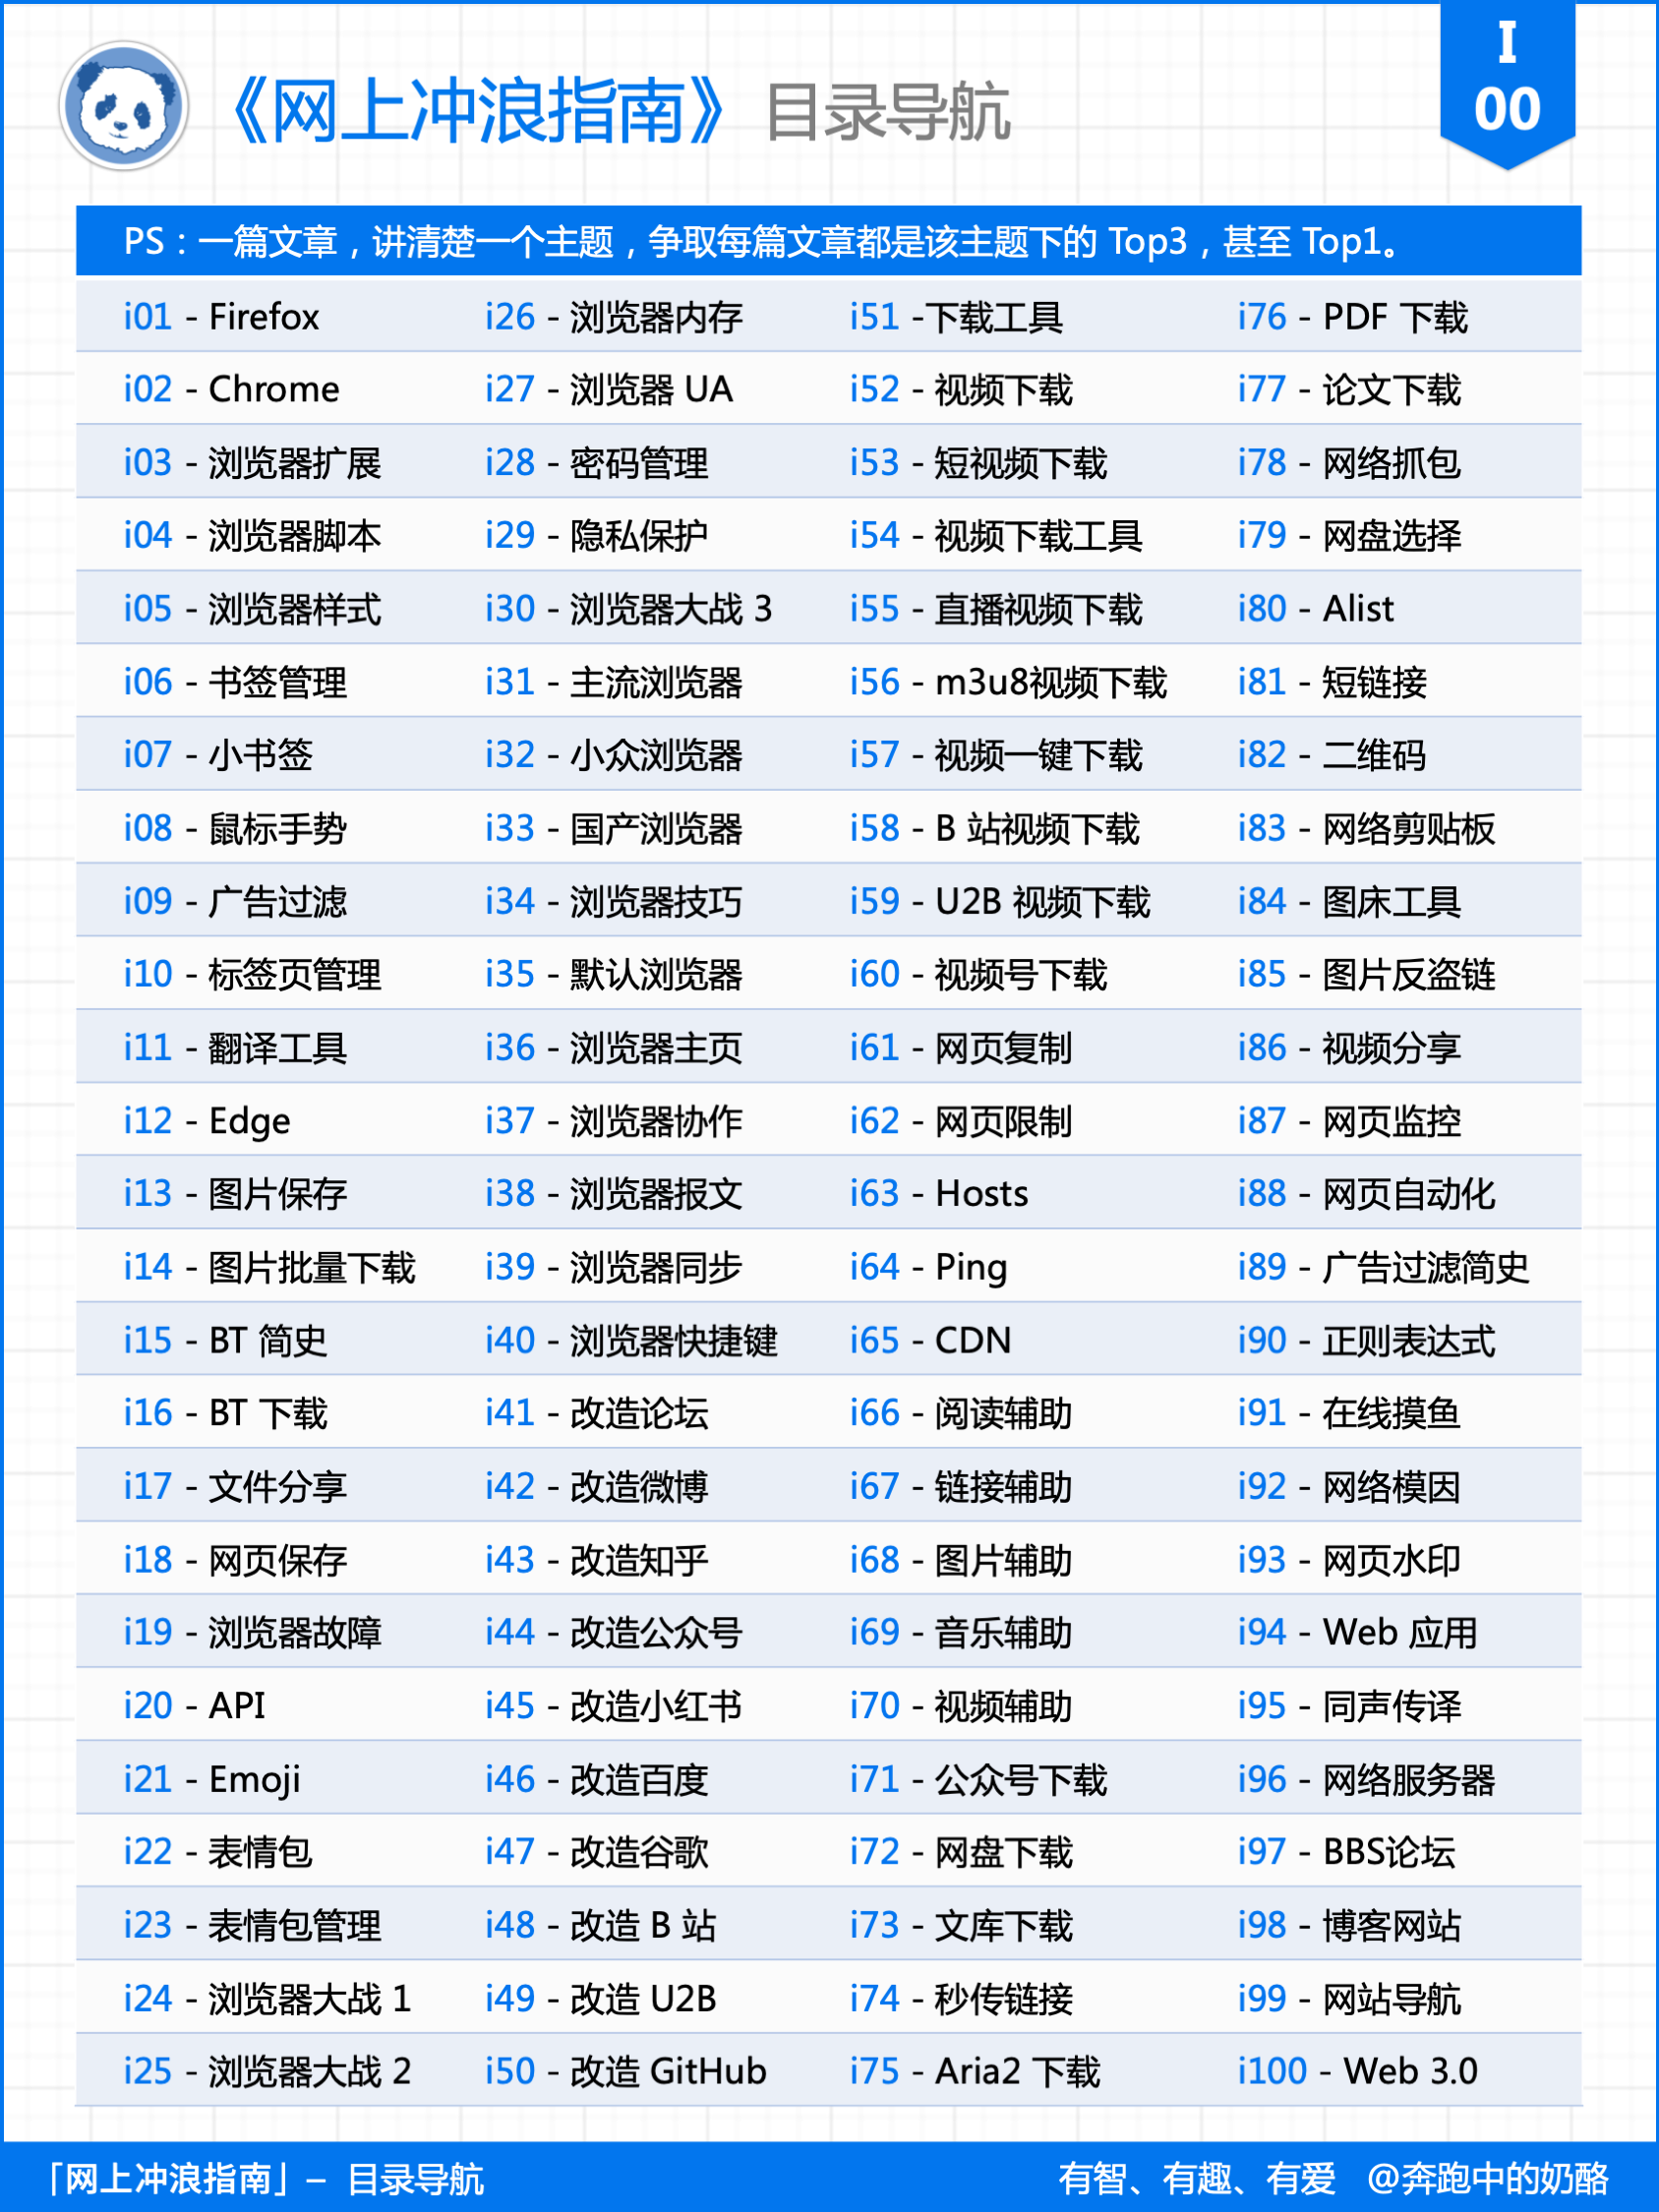 《网上冲浪指南》 目录导航
I
00
PS：一篇文章，讲清楚一个主题，争取每篇文章都是该主题下的 Top3，甚至 Top1。
i01 - Firefox i26 - 浏览器内存 i51 -下载工具 i76 - PDF 下载
i02 - Chrome i27 - 浏览器 UA i52 - 视频下载 i77 - 论文下载
i03 - 浏览器扩展 i28 - 密码管理 i53 - 短视频下载 i78 - 网络抓包
i04 - 浏览器脚本 i29 - 隐私保护 i54 - 视频下载工具 i79 - 网盘选择
i05 - 浏览器样式 i30 - 浏览器大战 3 i55 - 直播视频下载 i80 - Alist
i06 - 书签管理 i31 - 主流浏览器 i56 - m3u8视频下载 i81 - 短链接
i07 - 小书签 i32 - 小众浏览器 i57 - 视频一键下载 i82 - 二维码
i08 - 鼠标手势 i33 - 国产浏览器 i58 - B 站视频下载 i83 - 网络剪贴板
i09 - 广告过滤 i34 - 浏览器技巧 i59 - U2B 视频下载 i84 - 图床工具
i10 - 标签页管理 i35 - 默认浏览器 i60 - 视频号下载 i85 - 图片反盗链
i11 - 翻译工具 i36 - 浏览器主页 i61 - 网页复制 i86 - 视频分享
i12 - Edge i37 - 浏览器协作 i62 - 网页限制 i87 - 网页监控
i13 - 图片保存 i38 - 浏览器报文 i63 - Hosts i88 - 网页自动化
i14 - 图片批量下载 i39 - 浏览器同步 i64 - Ping i89 - 广告过滤简史
i15 - BT 简史 i40 - 浏览器快捷键 i65 - CDN i90 - 正则表达式
i16 - BT 下载 i41 - 改造论坛 i66 - 阅读辅助 i91 - 在线摸鱼
i17 - 文件分享 i42 - 改造微博 i67 - 链接辅助 i92 - 网络模因
i18 - 网页保存 i43 - 改造知乎 i68 - 图片辅助 i93 - 网页水印
i19 - 浏览器故障 i44 - 改造公众号 i69 - 音乐辅助 i94 - Web 应用
i20 - API i45 - 改造小红书 i70 - 视频辅助 i95 - 同声传译
i21 - Emoji i46 - 改造百度 i71 - 公众号下载 i96 - 网络服务器
i22 - 表情包 i47 - 改造谷歌 i72 - 网盘下载 i97 - BBS论坛
i23 - 表情包管理 i48 - 改造 B 站 i73 - 文库下载 i98 - 博客网站
i24 - 浏览器大战 1 i49 - 改造 U2B i74 - 秒传链接 i99 - 网站导航
i25 - 浏览器大战 2 i50 - 改造 GitHub i75 - Aria2 下载 i100 - Web 3.0
「网上冲浪指南」– 目录导航 有智、有趣、有爱 @奔跑中的奶酪